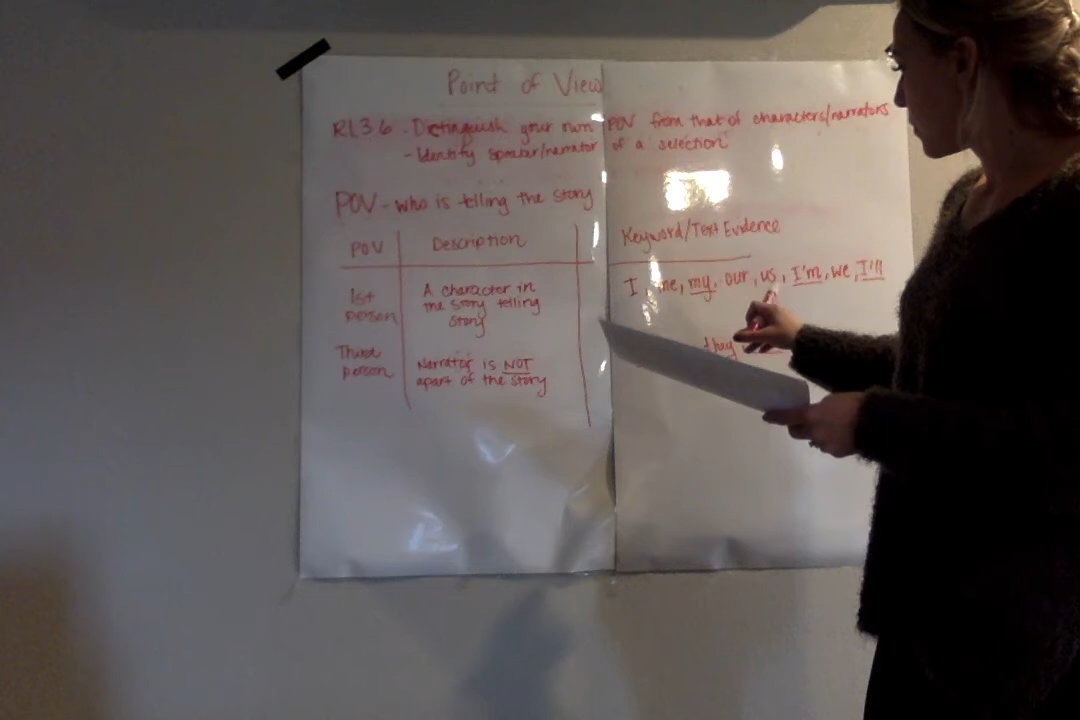 Point of View
RL3.6 - Dictinguish your own POV from that of characters/narrators
- Identify speaker/narrator of a selection
POV - who is telling the story
POV Description Keyword/Text Evidence
1st person
A character in
the story telling
story
I, me, my, our, us, I'm, we, I'll
Third
person
Narrator is NOT
apart of the story
they